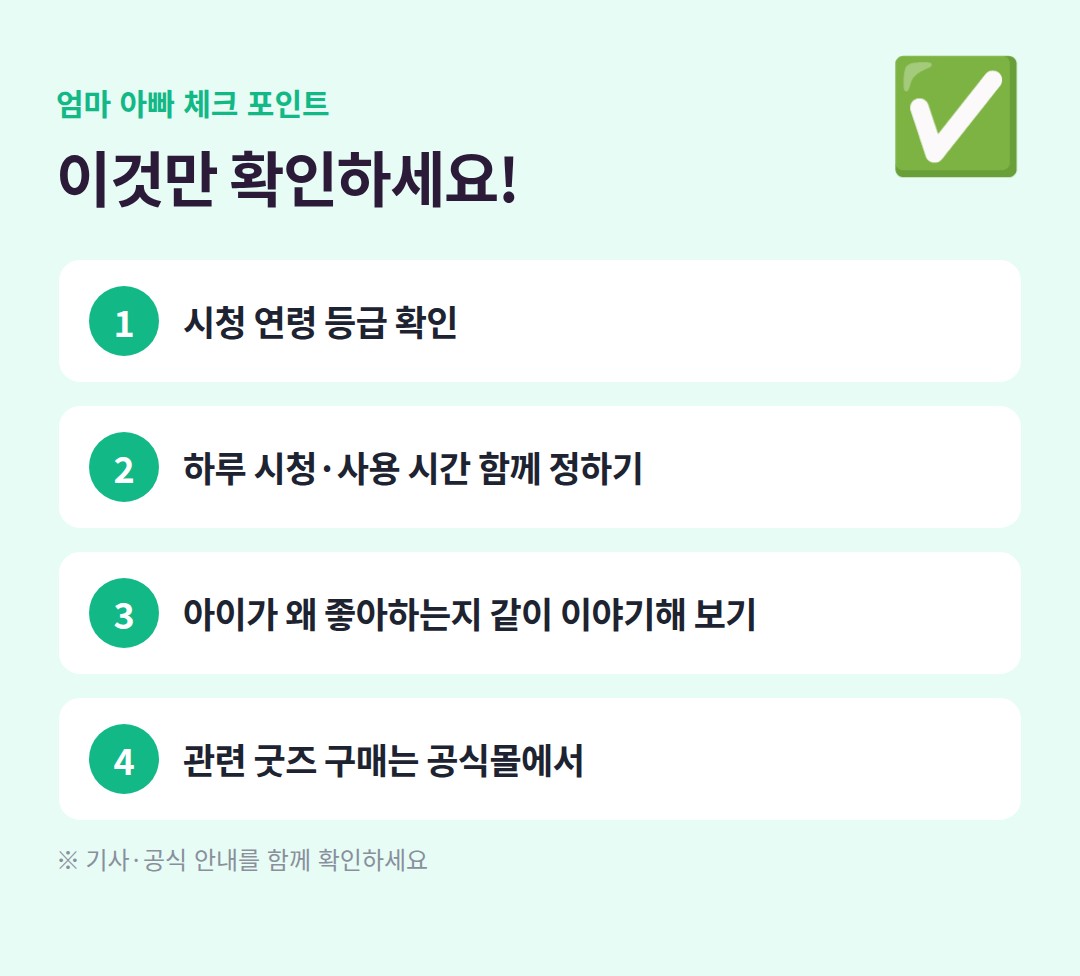 엄마 아빠 체크 포인트
이것만 확인하세요!
1 시청 연령 등급 확인
2 하루 시청·사용 시간 함께 정하기
3 아이가 왜 좋아하는지 같이 이야기해 보기
4 관련 굿즈 구매는 공식몰에서
※ 기사·공식 안내를 함께 확인하세요